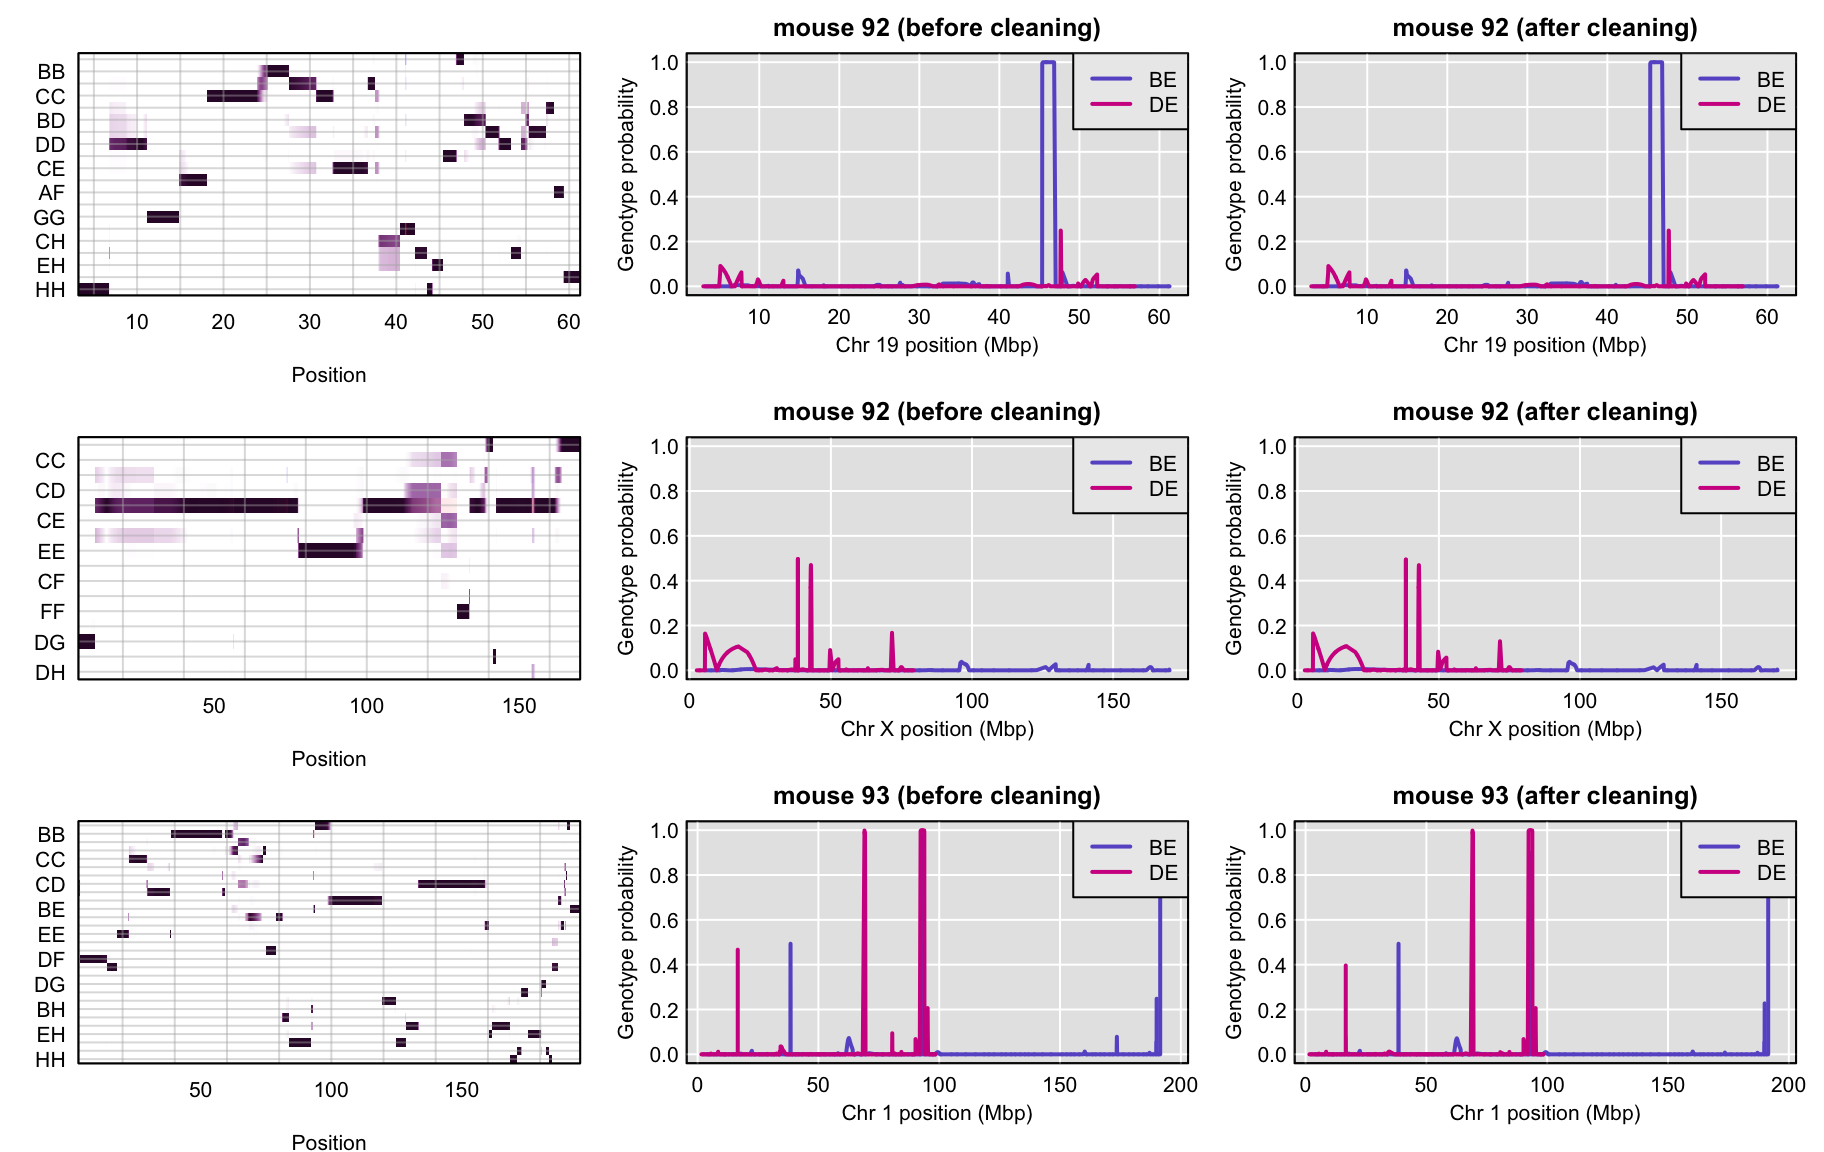 mouse 92 (before cleaning)
mouse 92 (after cleaning)
BB
CC
BD
DD
CE
AF
GG
CH
EH
HH
10 20 30 40 50 60
Position
Genotype probability
1.0
0.8
0.6
0.4
0.2
0.0
BE
DE
10 20 30 40 50 60
Chr 19 position (Mbp)
Genotype probability
1.0
0.8
0.6
0.4
0.2
0.0
BE
DE
10 20 30 40 50 60
Chr 19 position (Mbp)
mouse 92 (before cleaning)
mouse 92 (after cleaning)
CC
CD
CE
EE
CF
FF
DG
DH
50 100 150
Position
Genotype probability
1.0
0.8
0.6
0.4
0.2
0.0
BE
DE
0 50 100 150
Chr X position (Mbp)
Genotype probability
1.0
0.8
0.6
0.4
0.2
0.0
BE
DE
0 50 100 150
Chr X position (Mbp)
mouse 93 (before cleaning)
mouse 93 (after cleaning)
BB
CC
CD
BE
EE
DF
DG
BH
EH
HH
50 100 150
Position
Genotype probability
1.0
0.8
0.6
0.4
0.2
0.0
BE
DE
0 50 100 150 200
Chr 1 position (Mbp)
Genotype probability
1.0
0.8
0.6
0.4
0.2
0.0
BE
DE
0 50 100 150 200
Chr 1 position (Mbp)